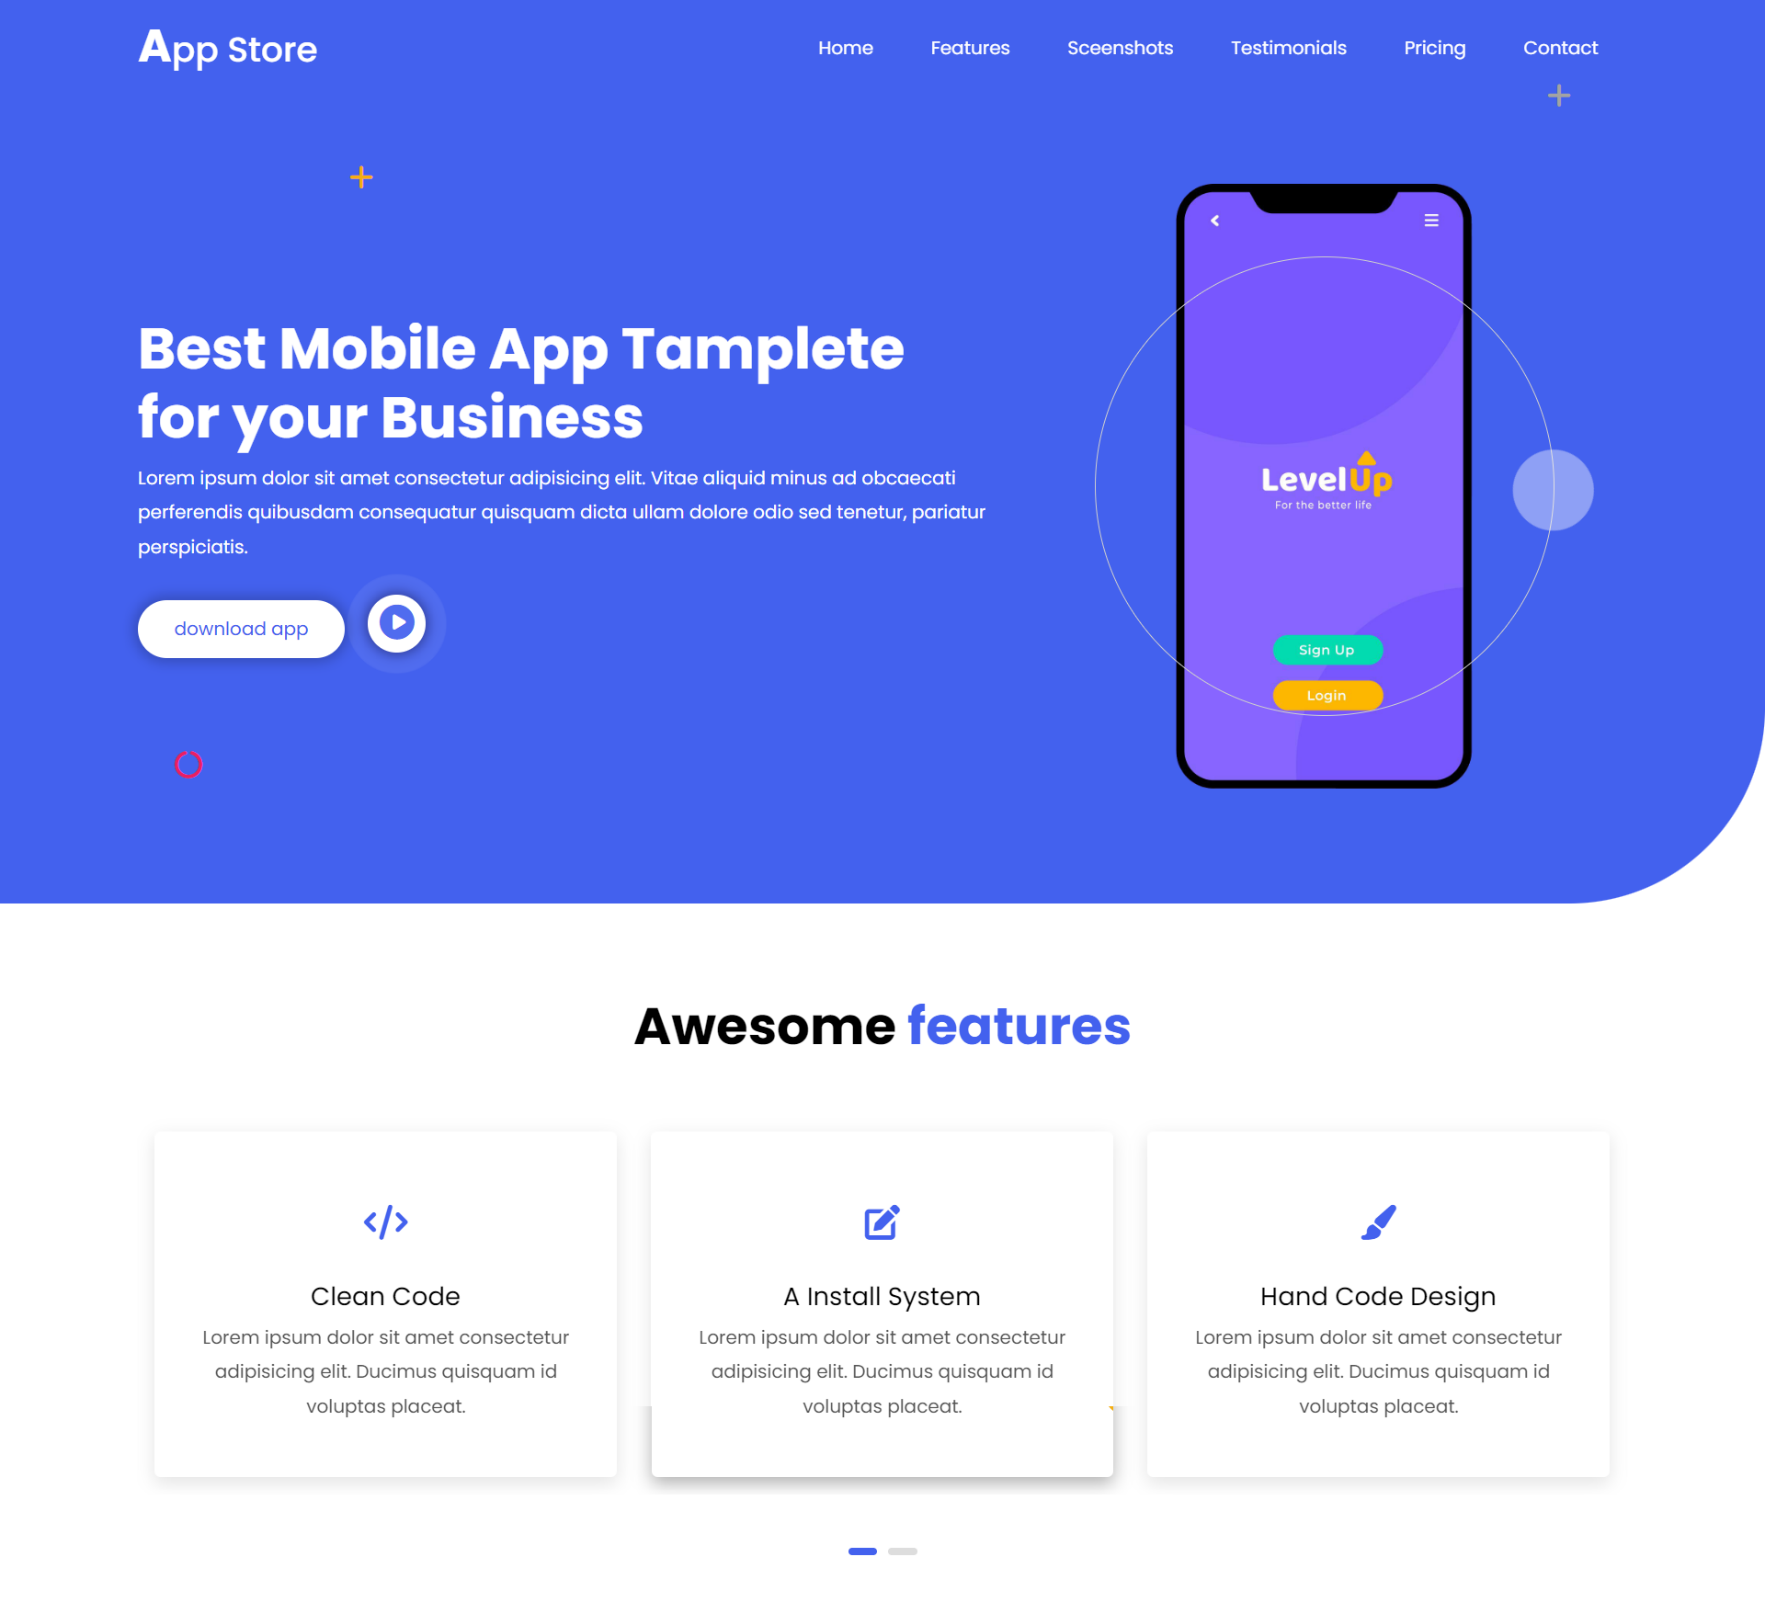 App Store
Home
Features
Sceenshots
Testimonials
Pricing
Contact
Best Mobile App Tamplete
for your Business
Lorem ipsum dolor sit amet consectetur adipisicing elit. Vitae aliquid minus ad obcaecati
perferendis quibusdam consequatur quisquam dicta ullam dolore odio sed tenetur, pariatur
perspiciatis.
download app
LevelUp
For the better life
Sign Up
Login
Awesome features
Clean Code
Lorem ipsum dolor sit amet consectetur
adipisicing elit. Ducimus quisquam id
voluptas placeat.
A Install System
Lorem ipsum dolor sit amet consectetur
adipisicing elit. Ducimus quisquam id
voluptas placeat.
Hand Code Design
Lorem ipsum dolor sit amet consectetur
adipisicing elit. Ducimus quisquam id
voluptas placeat.